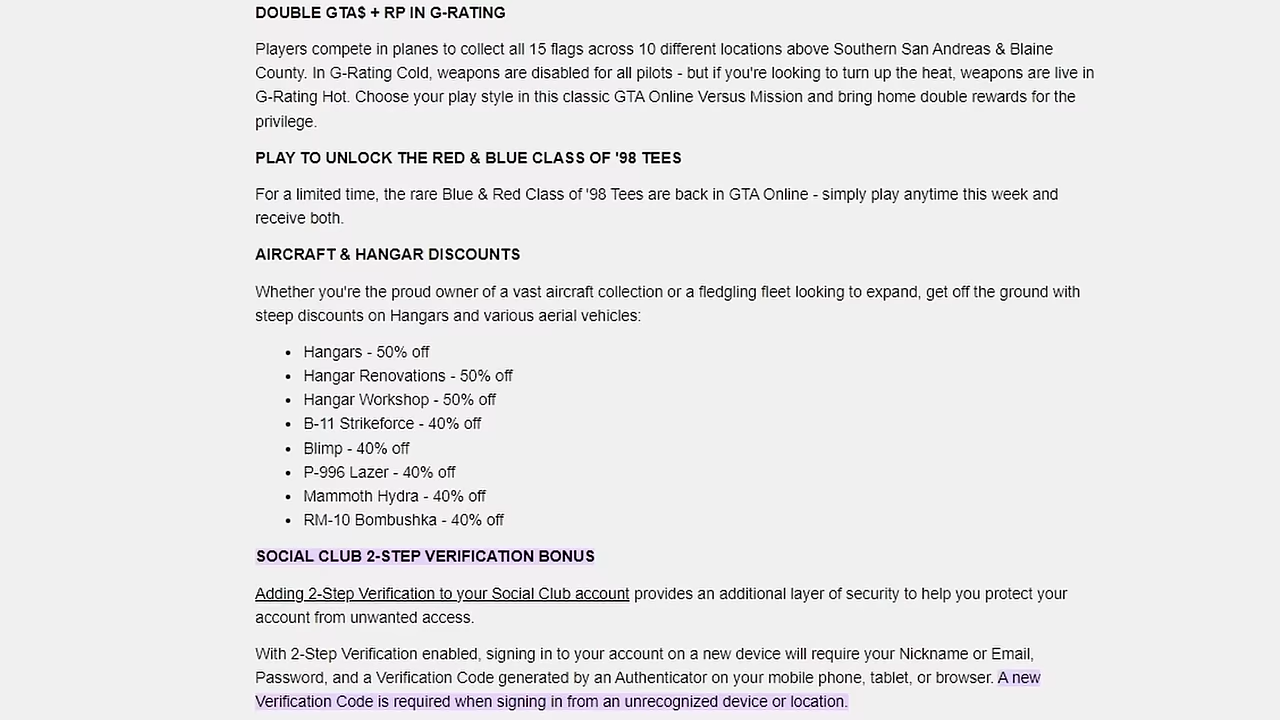 DOUBLE GTA$ + RP IN G-RATING
Players compete in planes to collect all 15 flags across 10 different locations above Southern San Andreas & Blaine
County. In G-Rating Cold, weapons are disabled for all pilots - but if you're looking to turn up the heat, weapons are live in
G-Rating Hot. Choose your play style in this classic GTA Online Versus Mission and bring home double rewards for the
privilege.
PLAY TO UNLOCK THE RED & BLUE CLASS OF '98 TEES
For a limited time, the rare Blue & Red Class of '98 Tees are back in GTA Online - simply play anytime this week and
receive both.
AIRCRAFT & HANGAR DISCOUNTS
Whether you're the proud owner of a vast aircraft collection or a fledgling fleet looking to expand, get off the ground with
steep discounts on Hangars and various aerial vehicles:
• Hangars - 50% off
• Hangar Renovations - 50% off
• Hangar Workshop - 50% off
• B-11 Strikeforce - 40% off
• Blimp - 40% off
• P-996 Lazer - 40% off
• Mammoth Hydra - 40% off
• RM-10 Bombushka - 40% off
SOCIAL CLUB 2-STEP VERIFICATION BONUS
Adding 2-Step Verification to your Social Club account provides an additional layer of security to help you protect your
account from unwanted access.
With 2-Step Verification enabled, signing in to your account on a new device will require your Nickname or Email,
Password, and a Verification Code generated by an Authenticator on your mobile phone, tablet, or browser. A new
Verification Code is required when signing in from an unrecognized device or location.